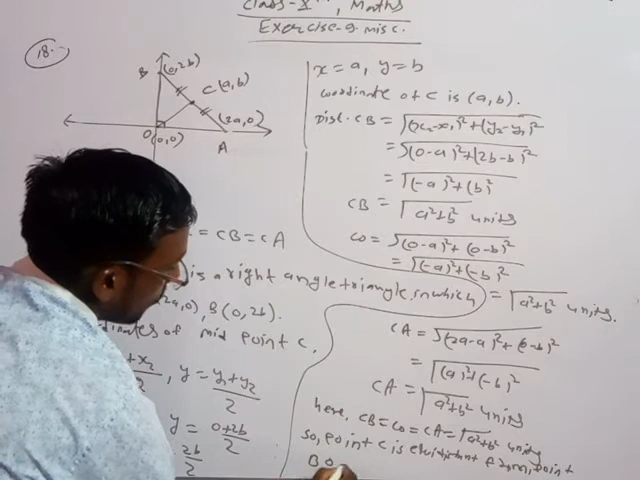 Class-X, Maths
Exercise-9 misc.
18.
B (0,2b)
C (a,b)
(2a,0)
O (0,0)
A
= CB = CA
is a right angle triangle, in which
2a,0), B (0,2b).
of mid point C.
+x₂/2, y = y₁+y₂/2
y = 0+2b/2
2b/2
x = a, y = b
coordinate of C is (a,b).
Dist. CB = √(x₂-x₁)²+(y₂-y₁)²
= √(0-a)²+(2b-b)²
= √(-a)²+(b)²
CB = √a²+b² units
CO = √(0-a)²+(0-b)²
= √(-a)²+(-b)²
= √a²+b² units.
CA = √(2a-a)²+(0-b)²
= √(a)²+(-b)²
CA = √a²+b² units
here, CB = CO = CA = √a²+b² units
so, point C is from point
B O